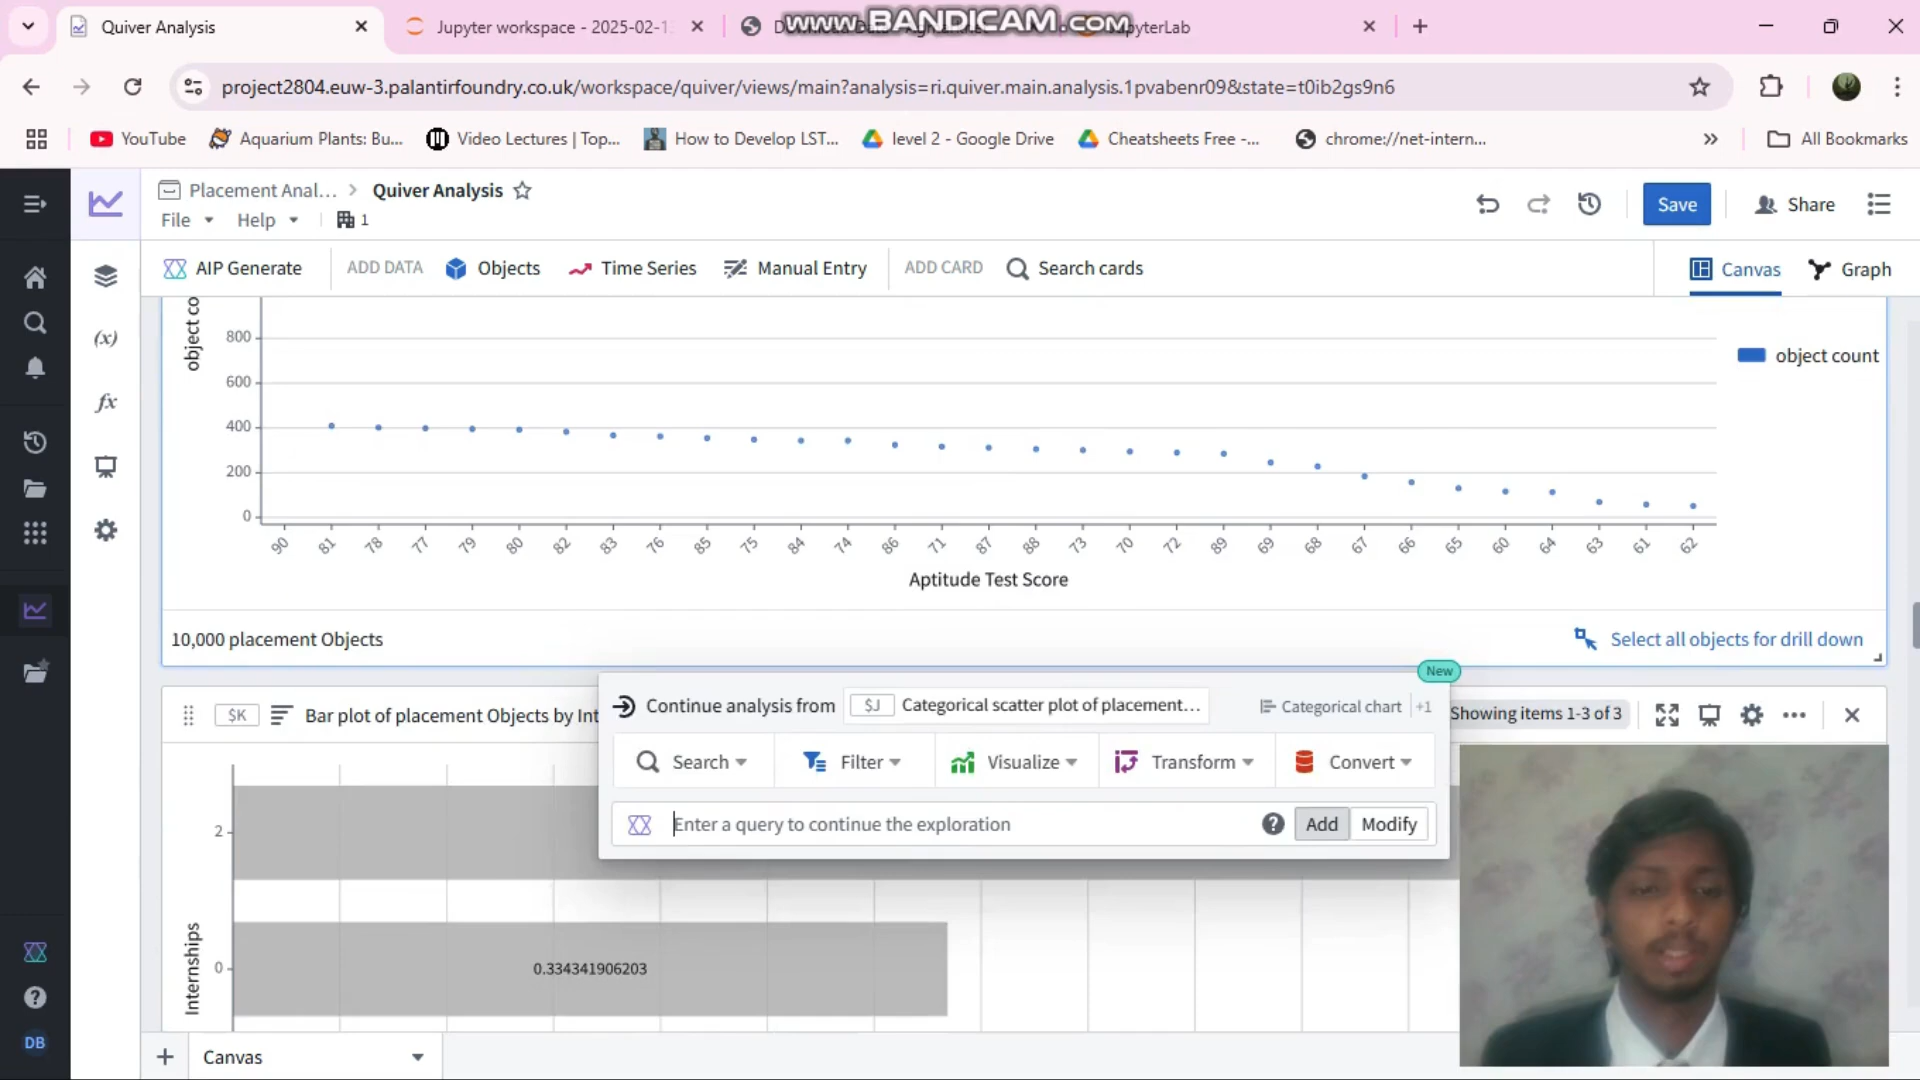 Quiver Analysis
Jupyter workspace - 2025-02-1
www.BANDICAM.com
JupyterLab
project2804.euw-3.palantirfoundry.co.uk/workspace/quiver/views/main?analysis=ri.quiver.main.analysis.1pvabenr09&state=t0ib2gs9n6
YouTube
Aquarium Plants: Bu...
Video Lectures | Top...
How to Develop LST...
level 2 - Google Drive
Cheatsheets Free -...
chrome://net-intern...
All Bookmarks
Placement Anal... > Quiver Analysis
File Help 1
Save
Share
AIP Generate
ADD DATA
Objects
Time Series
Manual Entry
ADD CARD
Search cards
Canvas
Graph
object co
800
600
400
200
0
object count
90 81 78 77 79 80 82 83 76 85 75 84 74 86 71 87 88 73 70 72 89 69 68 67 66 65 60 64 63 61 62
Aptitude Test Score
10,000 placement Objects
Select all objects for drill down
New
Continue analysis from $J Categorical scatter plot of placement... Categorical chart +1
Search Filter Visualize Transform Convert
Enter a query to continue the exploration
Add Modify
$K Bar plot of placement Objects by Int
Showing items 1-3 of 3
2
0
Internships
0.334341906203
DB
Canvas